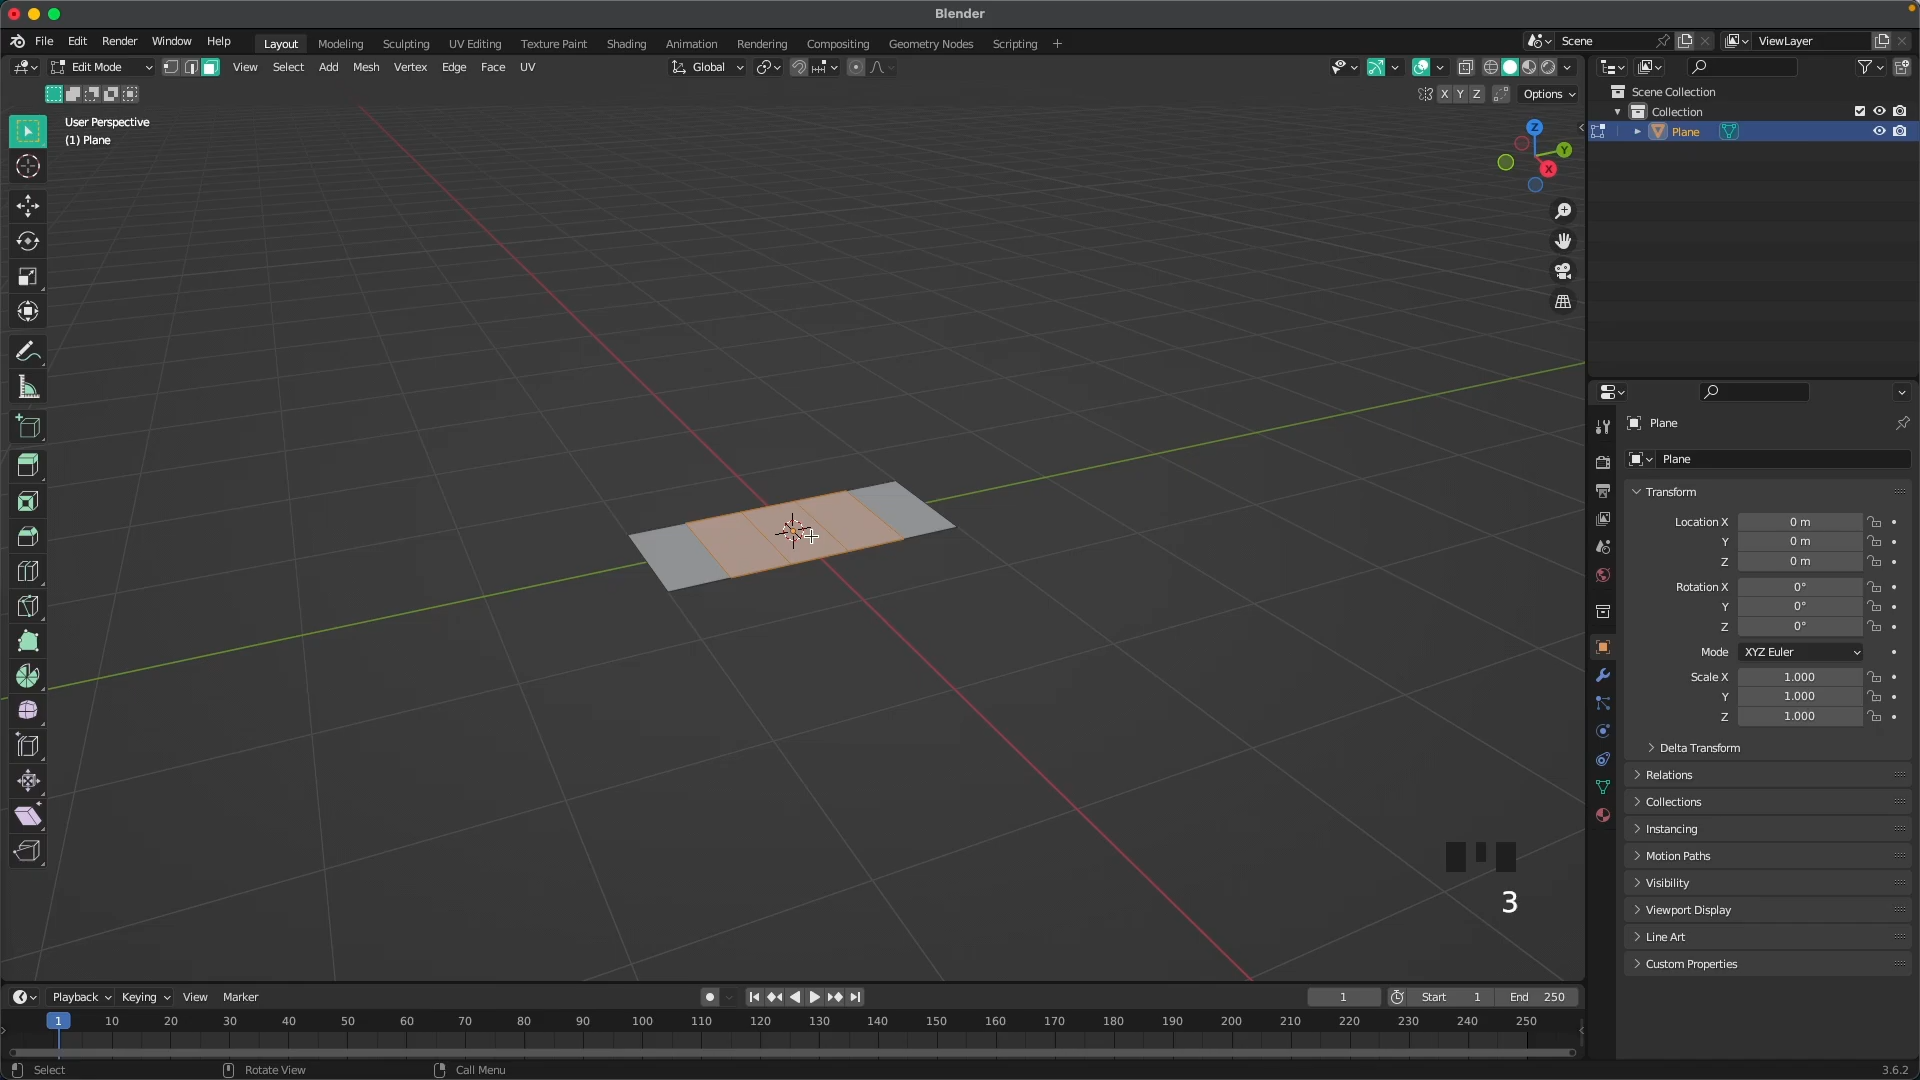 Blender
File Edit Render Window Help Layout Modeling Sculpting UV Editing Texture Paint Shading Animation Rendering Compositing Geometry Nodes Scripting + Scene ViewLayer
Edit Mode View Select Add Mesh Vertex Edge Face UV Global
X Y Z Options
User Perspective
(1) Plane
Z
Y
X
Scene Collection
Collection
Plane
Plane
Plane
Transform
Location X 0 m
Y 0 m
Z 0 m
Rotation X 0°
Y 0°
Z 0°
Mode XYZ Euler
Scale X 1.000
Y 1.000
Z 1.000
Delta Transform
Relations
Collections
Instancing
Motion Paths
Visibility
Viewport Display
Line Art
Custom Properties
3
Playback Keying View Marker 1 Start 1 End 250
1 10 20 30 40 50 60 70 80 90 100 110 120 130 140 150 160 170 180 190 200 210 220 230 240 250
Select Rotate View Call Menu 3.6.2